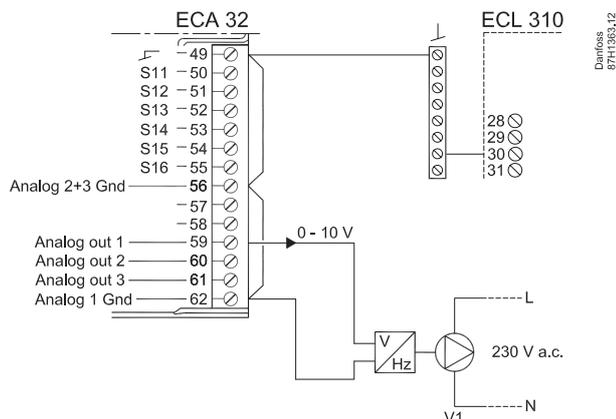 ECA 32
ECL 310
Danfoss
87H1363.12
49
S11 50
S12 51
S13 52
S14 53
S15 54
S16 55
Analog 2+3 Gnd 56
57
58
Analog out 1 59
Analog out 2 60
Analog out 3 61
Analog 1 Gnd 62
28
29
30
31
0 - 10 V
V
Hz
L
230 V a.c.
N
V1